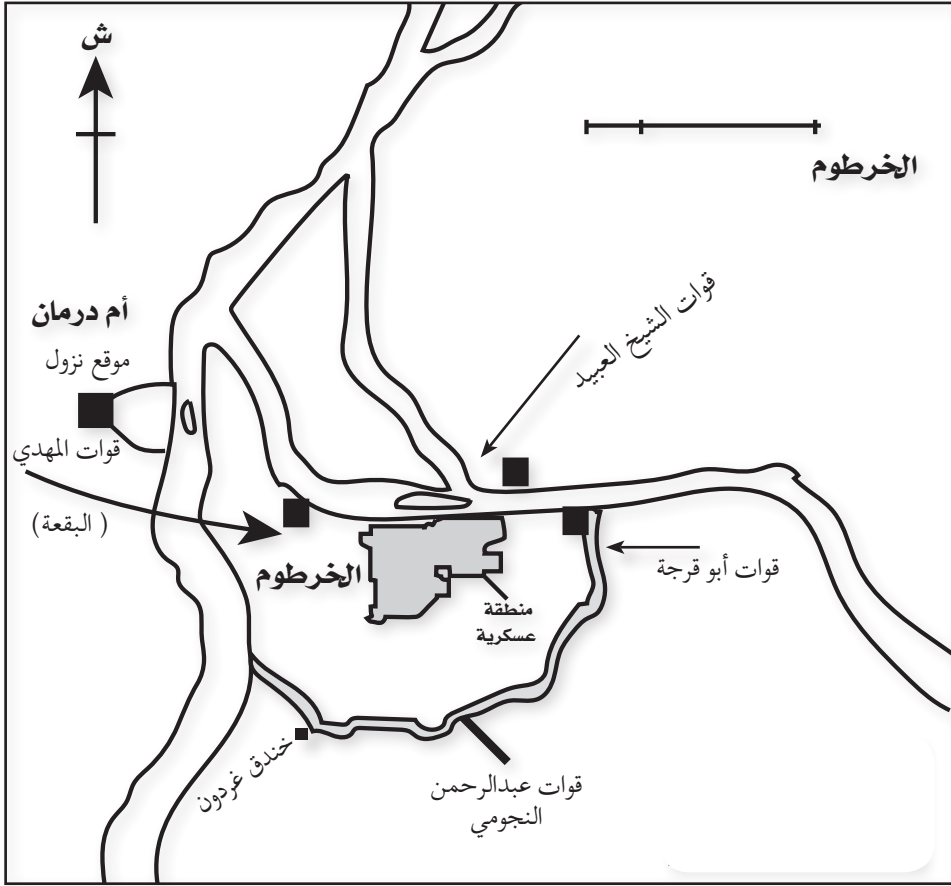 ش
الخرطوم
قوات الشيخ العبيد
أم درمان
موقع نزول
قوات المهدي
(البقعة )
الخرطوم
منطقة
عسكرية
قوات أبو قرجة
خندق غردون
قوات عبدالرحمن
النجومي